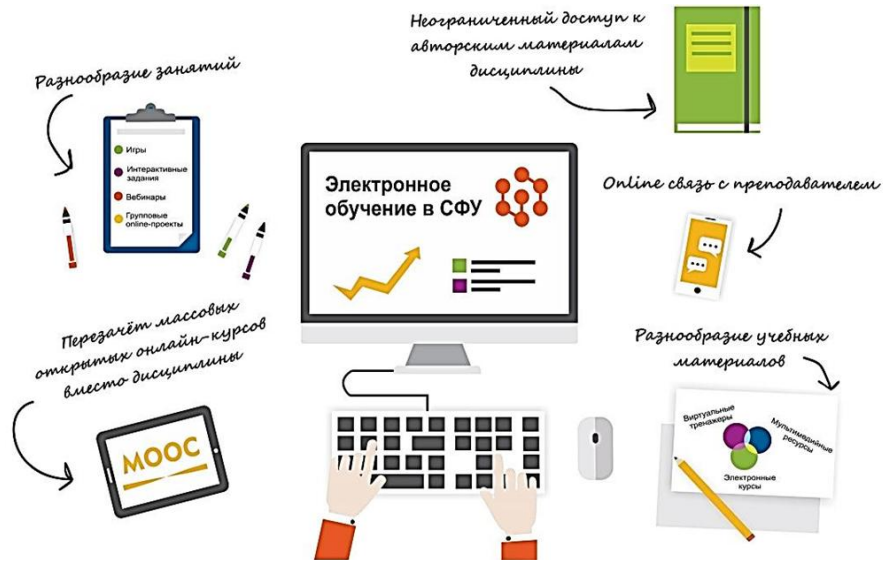 Неограниченный доступ к
авторским материалам
дисциплины
Разнообразие занятий
Игры
Интерактивные
задания
Вебинары
Групповые
online-проекты
Электронное
обучение в СФУ
Online связь с преподавателем
Перезачёт массовых
открытых онлайн-курсов
вместо дисциплины
МООС
Разнообразие учебных
материалов
Виртуальные
тренажеры
Мультимедийные
ресурсы
Электронные
курсы